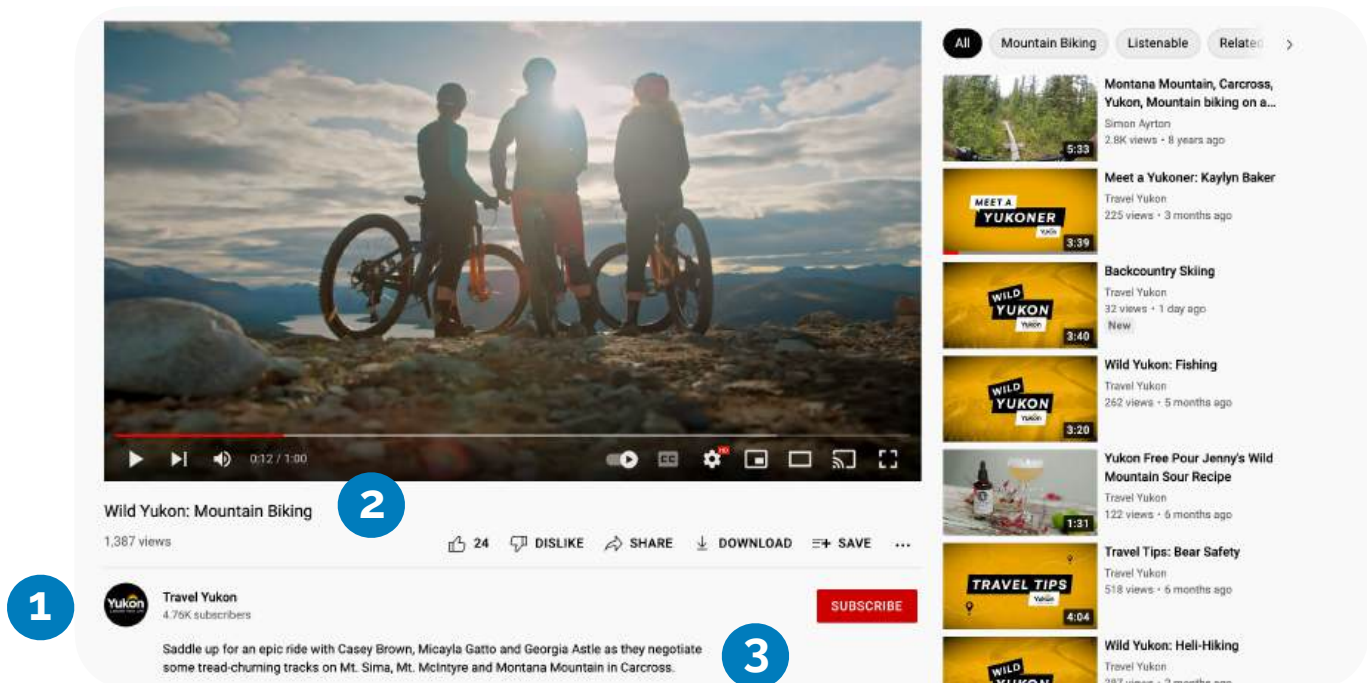 All
Mountain Biking
Listenable
Related
Montana Mountain, Carcross,
Yukon, Mountain biking on a...
Simon Ayrton
2.8K views • 8 years ago
5:33
Meet a Yukoner: Kaylyn Baker
Travel Yukon
225 views • 3 months ago
MEET A
YUKONER
Yukon
3:39
Backcountry Skiing
Travel Yukon
32 views • 1 day ago
New
WILD
YUKON
Yukon
3:40
Wild Yukon: Fishing
Travel Yukon
262 views • 5 months ago
WILD
YUKON
Yukon
3:20
Yukon Free Pour Jenny's Wild
Mountain Sour Recipe
Travel Yukon
122 views • 6 months ago
1:31
Travel Tips: Bear Safety
Travel Yukon
518 views • 6 months ago
TRAVEL TIPS
Yukon
4:04
Wild Yukon: Heli-Hiking
Travel Yukon
WILD
YUKON
0:12 / 1:00
CC
HD
2
Wild Yukon: Mountain Biking
1,387 views
24
DISLIKE
SHARE
DOWNLOAD
SAVE
...
1
Yukon
Travel Yukon
4.76K subscribers
SUBSCRIBE
Saddle up for an epic ride with Casey Brown, Micayla Gatto and Georgia Astle as they negotiate
some tread-churning tracks on Mt. Sima, Mt. McIntyre and Montana Mountain in Carcross.
3